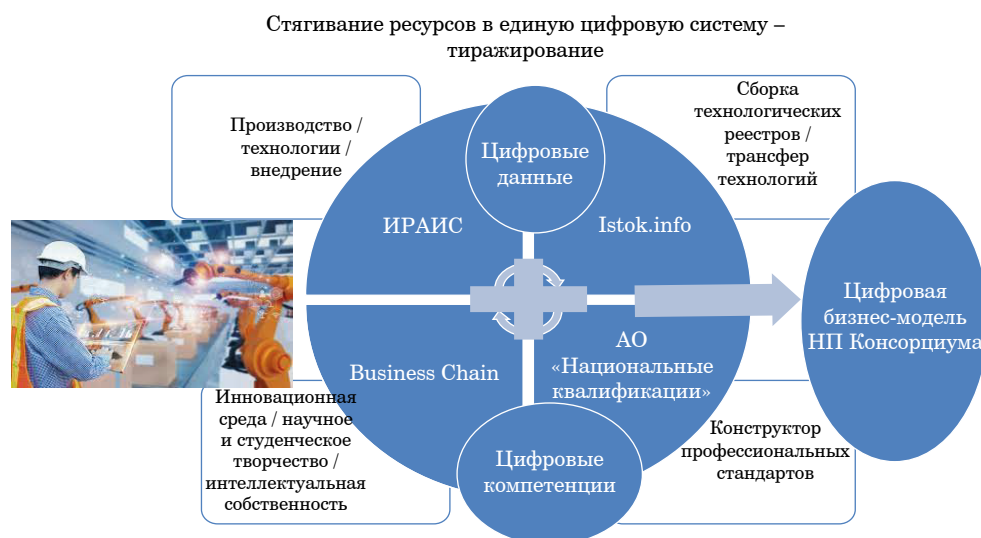 Стягивание ресурсов в единую цифровую систему –
тиражирование
Производство /
технологии /
внедрение
Цифровые
данные
Сборка
технологических
реестров /
трансфер
технологий
ИРАИС
Istok.info
Цифровая
бизнес-модель
НП Консорциума
Business Chain
АО
«Национальные
квалификации»
Инновационная
среда / научное
и студенческое
творчество /
интеллектуальная
собственность
Цифровые
компетенции
Конструктор
профессиональных
стандартов